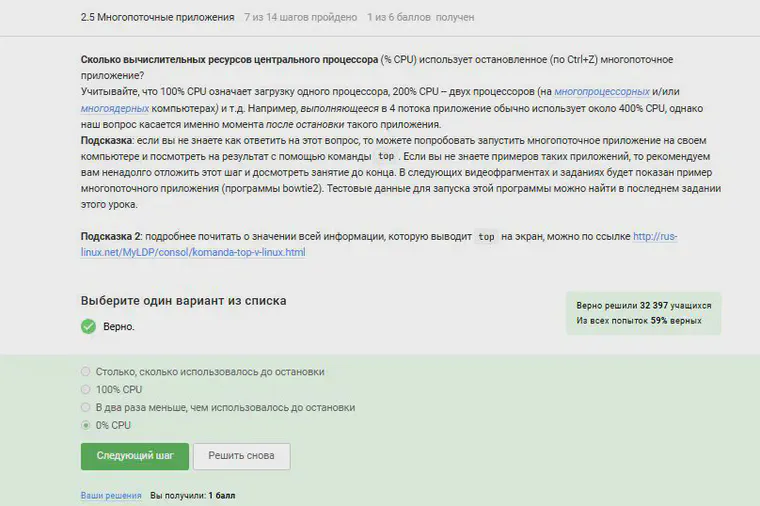 2.5 Многопоточные приложения 7 из 14 шагов пройдено 1 из 6 баллов получен
Сколько вычислительных ресурсов центрального процессора (% CPU) использует остановленное (по Ctrl+Z) многопоточное
приложение?
Учитывайте, что 100% CPU означает загрузку одного процессора, 200% CPU – двух процессоров (на многопроцессорных и/или
многоядерных компьютерах) и т.д. Например, выполняющееся в 4 потока приложение обычно использует около 400% CPU, однако
наш вопрос касается именно момента после остановки такого приложения.
Подсказка: если вы не знаете как ответить на этот вопрос, то можете попробовать запустить многопоточное приложение на своем
компьютере и посмотреть на результат с помощью команды top . Если вы не знаете примеров таких приложений, то рекомендуем
вам ненадолго отложить этот шаг и досмотреть занятие до конца. В следующих видеофрагментах и заданиях будет показан пример
многопоточного приложения (программы bowtie2). Тестовые данные для запуска этой программы можно найти в последнем задании
этого урока.
Подсказка 2: подробнее почитать о значении всей информации, которую выводит top на экран, можно по ссылке http://rus-
linux.net/MyLDP/consol/komanda-top-v-linux.html
Выберите один вариант из списка
Верно.
Верно решили 32 397 учащихся
Из всех попыток 59% верных
Столько, сколько использовалось до остановки
100% CPU
В два раза меньше, чем использовалось до остановки
0% CPU
Следующий шаг Решить снова
Ваши решения Вы получили: 1 балл